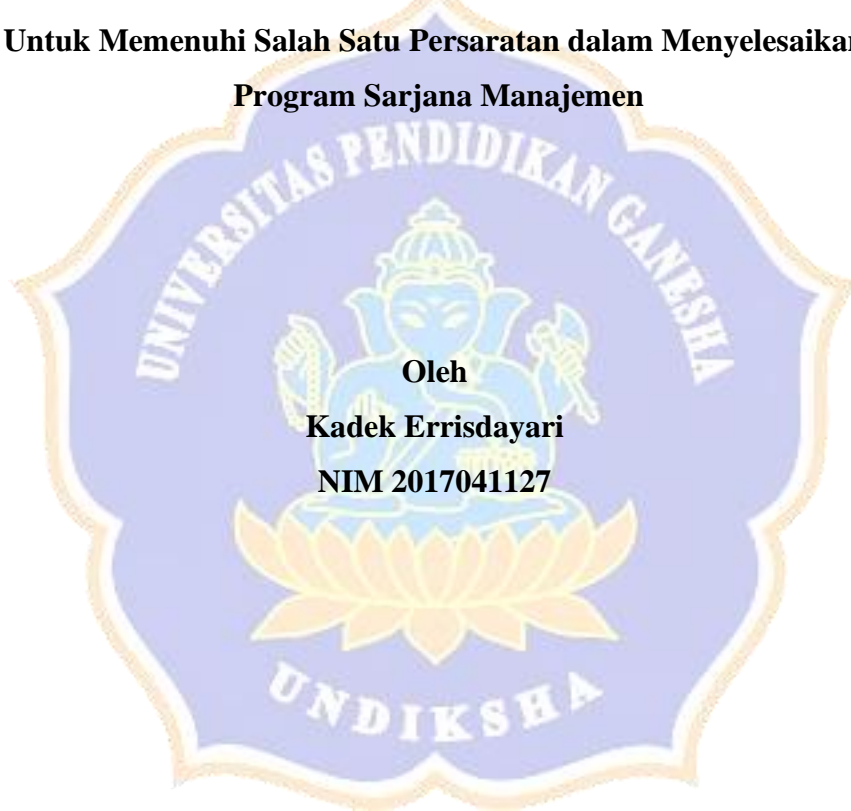 Untuk Memenuhi Salah Satu Persaratan dalam Menyelesaikan
Program Sarjana Manajemen
UNIVERSITAS PENDIDIKAN GANESHA
Oleh
Kadek Errisdayari
NIM 2017041127
UNDIKSHA